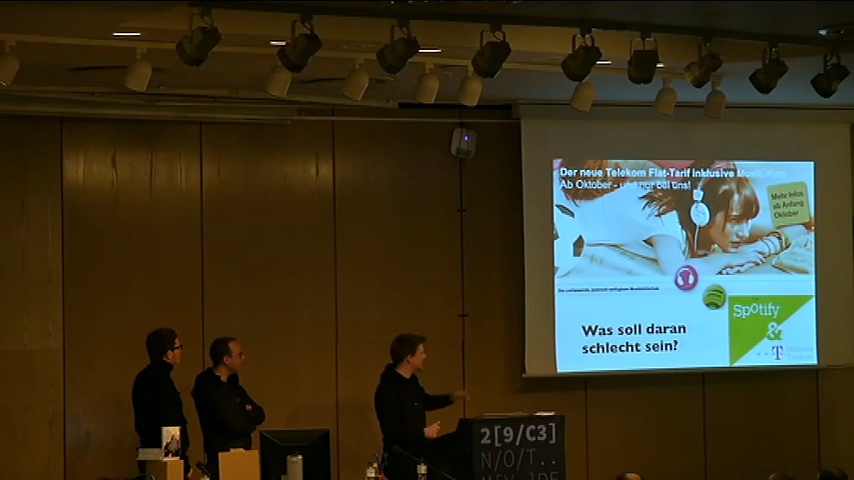 Der neue Telekom Flat-Tarif inklusive Music-Flat!
Ab Oktober - und nur bei uns!
Mehr Infos
ab Anfang
Oktober
Spotify
&
T
Was soll daran
schlecht sein?
2[9/C3]
N/O/T..